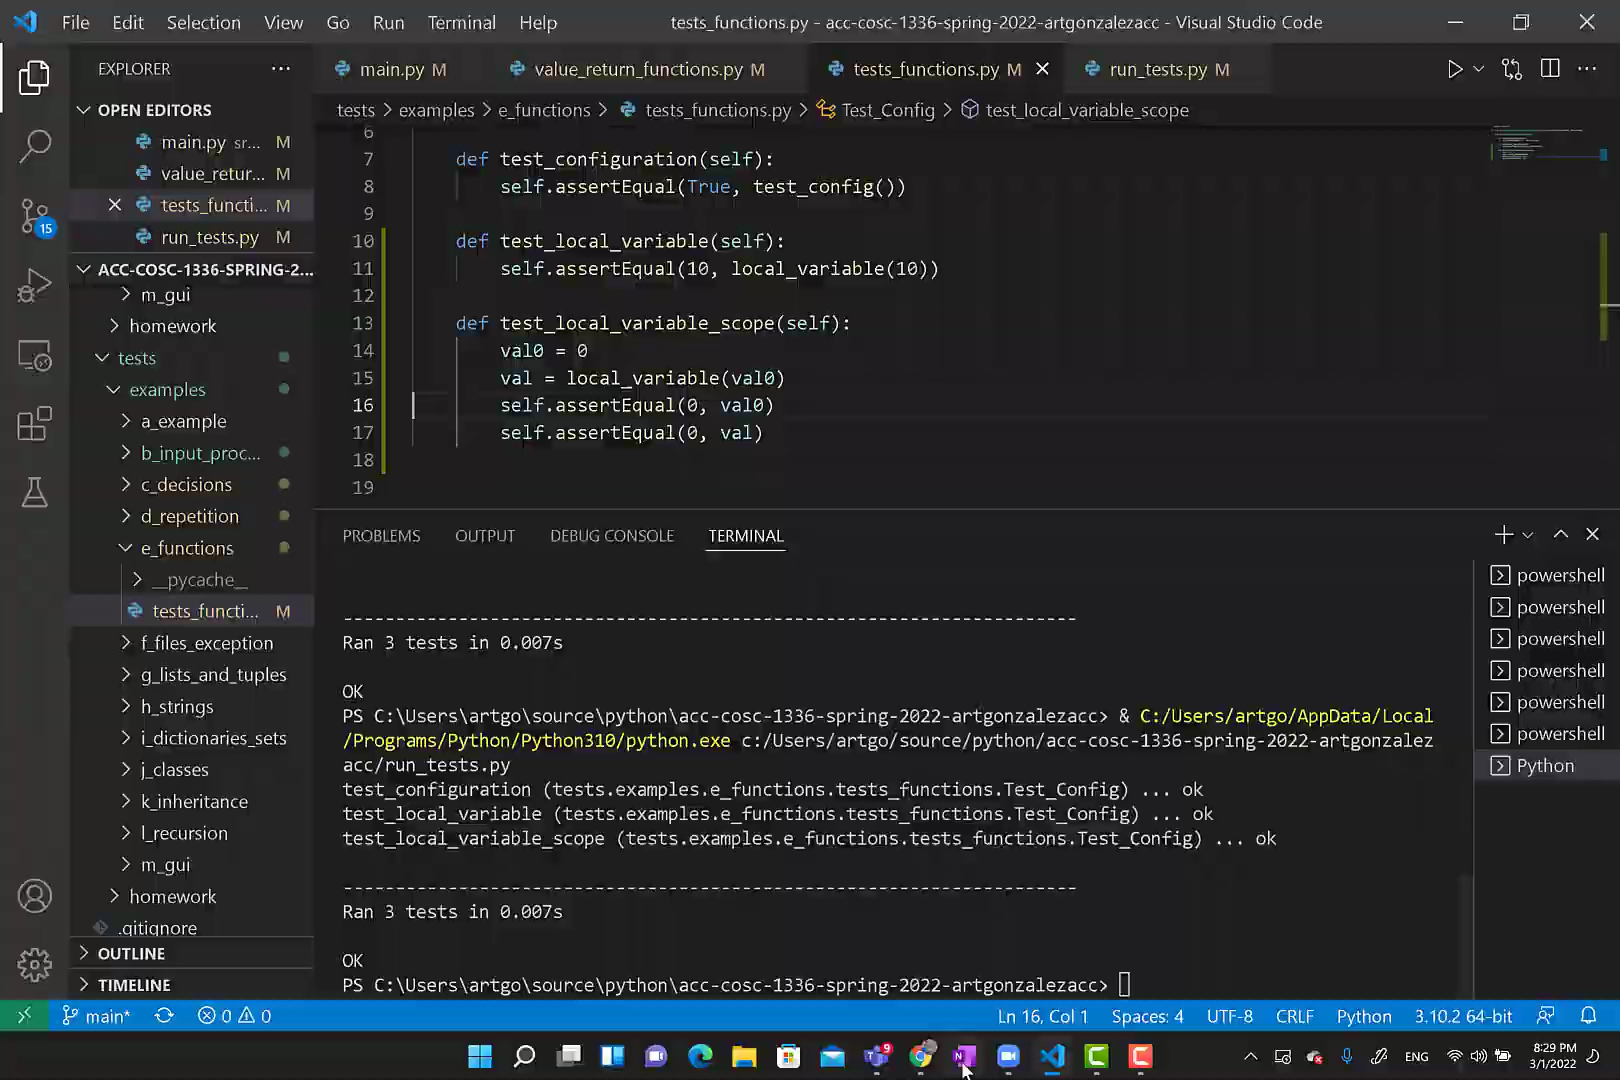 File Edit Selection View Go Run Terminal Help
tests_functions.py - acc-cosc-1336-spring-2022-artgonzalezacc - Visual Studio Code
EXPLORER
main.py M
value_return_functions.py M
tests_functions.py M
run_tests.py M
OPEN EDITORS
main.py sr... M
value_retur... M
tests_functi... M
run_tests.py M
15
ACC-COSC-1336-SPRING-2...
m_gui
homework
tests
examples
a_example
b_input_proc...
c_decisions
d_repetition
e_functions
__pycache__
tests_functi... M
f_files_exception
g_lists_and_tuples
h_strings
i_dictionaries_sets
j_classes
k_inheritance
l_recursion
m_gui
homework
.gitignore
OUTLINE
TIMELINE
tests > examples > e_functions > tests_functions.py > Test_Config > test_local_variable_scope
6
7 def test_configuration(self):
8 self.assertEqual(True, test_config())
9
10 def test_local_variable(self):
11 self.assertEqual(10, local_variable(10))
12
13 def test_local_variable_scope(self):
14 val0 = 0
15 val = local_variable(val0)
16 self.assertEqual(0, val0)
17 self.assertEqual(0, val)
18
19
PROBLEMS OUTPUT DEBUG CONSOLE TERMINAL
----------------------------------------------------------------------
Ran 3 tests in 0.007s
OK
PS C:\Users\artgo\source\python\acc-cosc-1336-spring-2022-artgonzalezacc> & C:/Users/artgo/AppData/Local
/Programs/Python/Python310/python.exe c:/Users/artgo/source/python/acc-cosc-1336-spring-2022-artgonzalez
acc/run_tests.py
test_configuration (tests.examples.e_functions.tests_functions.Test_Config) ... ok
test_local_variable (tests.examples.e_functions.tests_functions.Test_Config) ... ok
test_local_variable_scope (tests.examples.e_functions.tests_functions.Test_Config) ... ok
----------------------------------------------------------------------
Ran 3 tests in 0.007s
OK
PS C:\Users\artgo\source\python\acc-cosc-1336-spring-2022-artgonzalezacc>
powershell
powershell
powershell
powershell
powershell
powershell
Python
main* 0 0
Ln 16, Col 1 Spaces: 4 UTF-8 CRLF Python 3.10.2 64-bit
9
N
ENG
8:29 PM
3/1/2022